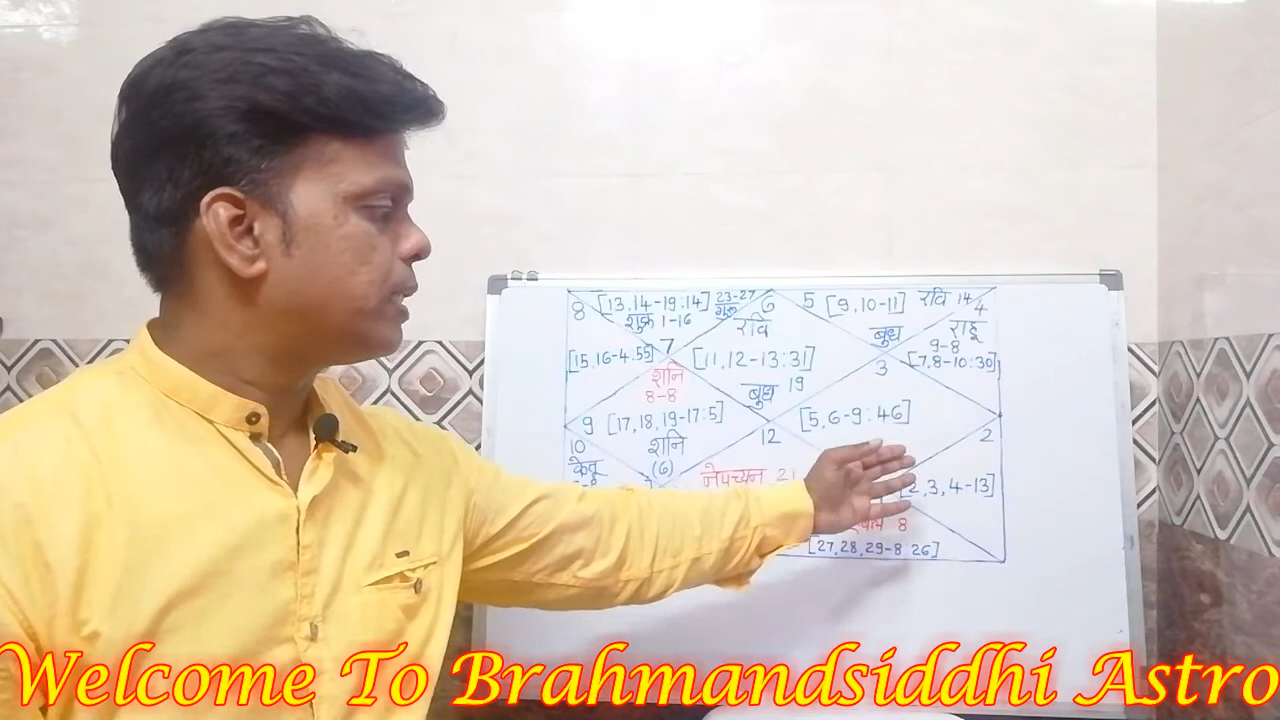 8 [13,14-19:14] 23-27 6 5 [9,10-11] रवि 14 4
शुक्र 1-16 गुरू रवि बुध राहू
9-8
[15,16-4:55] 7 [11,12-13:31] 3 [7,8-10:30]
शनि
8-8 बुध 19
9 [17,18,19-17:5] [5,6-9:46]
10 शनि 12 2
केतू (6) नेपच्यन 21 2,3,4-13]
8
[27,28,29-8 26]
Welcome To Brahmandsiddhi Astro